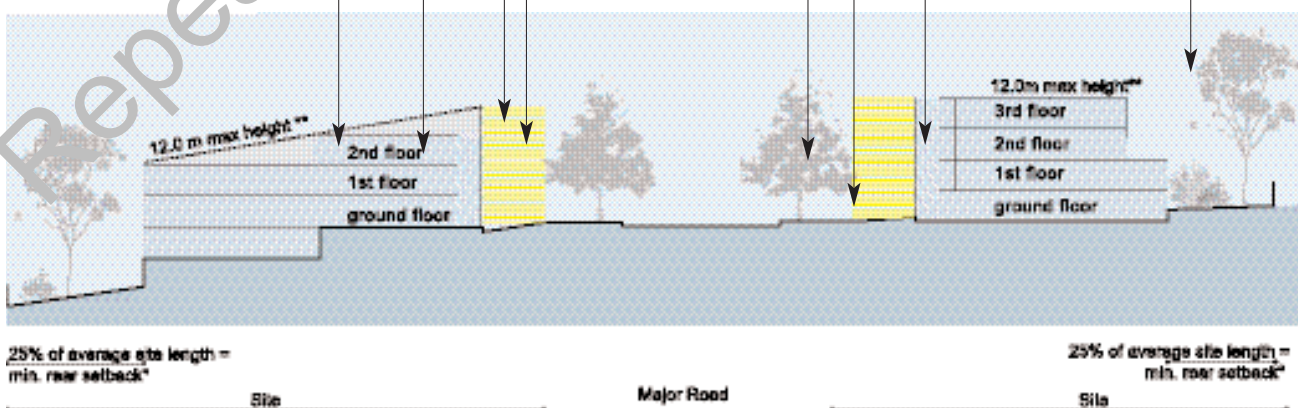 Repea
12.0 m max height **
2nd floor
1st floor
ground floor
12.0m max height**
3rd floor
2nd floor
1st floor
ground floor
25% of average site length =
min. rear setback*
25% of average site length =
min. rear setback*
Site
Major Road
Site